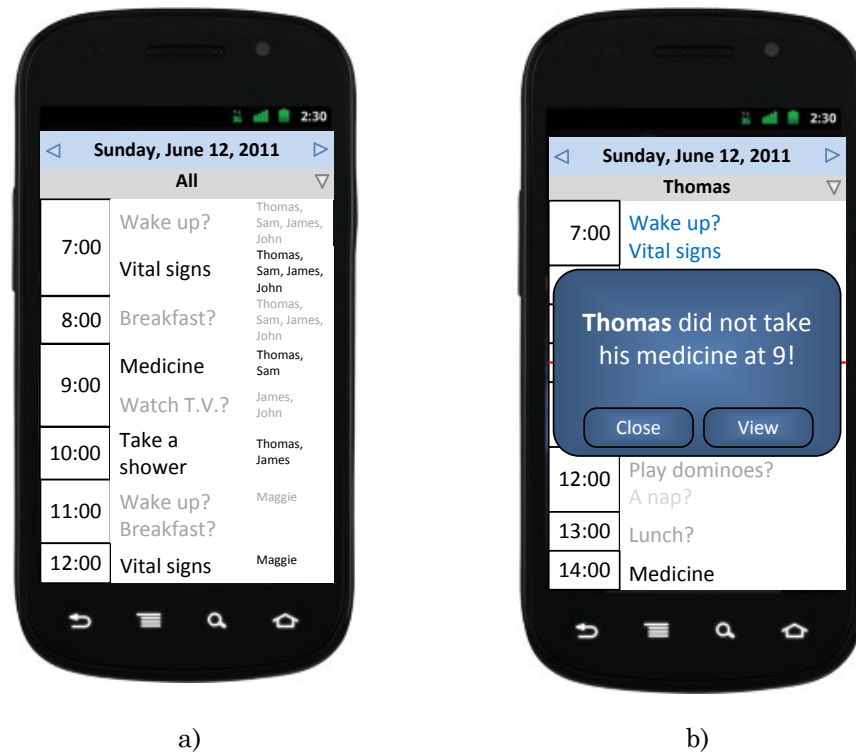 2:30
Sunday, June 12, 2011
All
7:00
Wake up?
Thomas,
Sam, James,
John
Vital signs
Thomas,
Sam, James,
John
8:00
Breakfast?
Thomas,
Sam, James,
John
9:00
Medicine
Thomas,
Sam
Watch T.V.?
James,
John
10:00
Take a
shower
Thomas,
James
11:00
Wake up?
Breakfast?
Maggie
12:00
Vital signs
Maggie
a)
2:30
Sunday, June 12, 2011
Thomas
7:00
Wake up?
Vital signs
Thomas did not take
his medicine at 9!
Close
View
12:00
Play dominoes?
A nap?
13:00
Lunch?
14:00
Medicine
b)